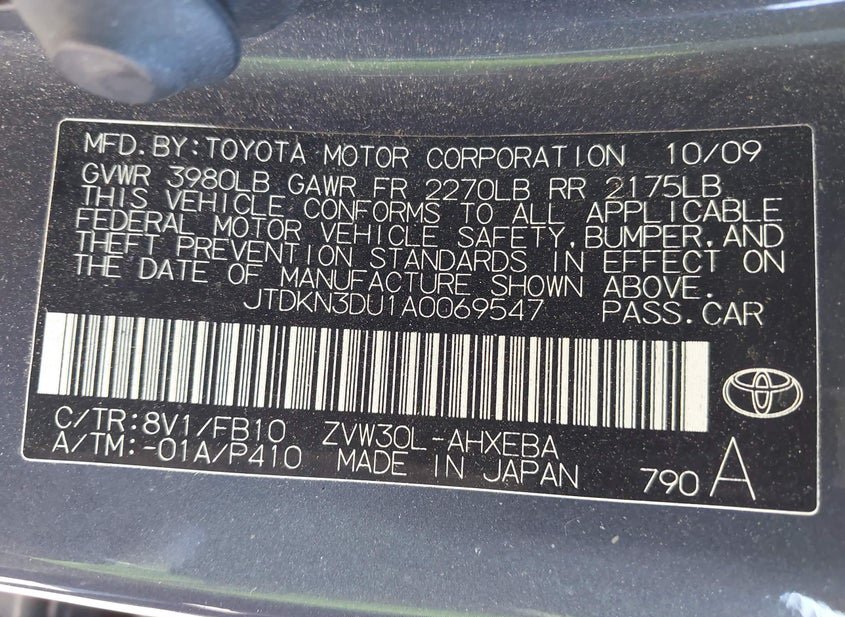 MFD.BY:TOYOTA MOTOR CORPORATION 10/09
GVWR 3980LB GAWR FR 2270LB RR 2175LB
THIS VEHICLE CONFORMS TO ALL APPLICABLE
FEDERAL MOTOR VEHICLE SAFETY,BUMPER,AND
THEFT PREVENTION STANDARDS IN EFFECT ON
THE DATE OF MANUFACTURE SHOWN ABOVE.
JTDKN3DU1A0069547 PASS.CAR
C/TR:8V1/FB10 ZVW30L-AHXEBA
A/TM:-01A/P410 MADE IN JAPAN 790 A